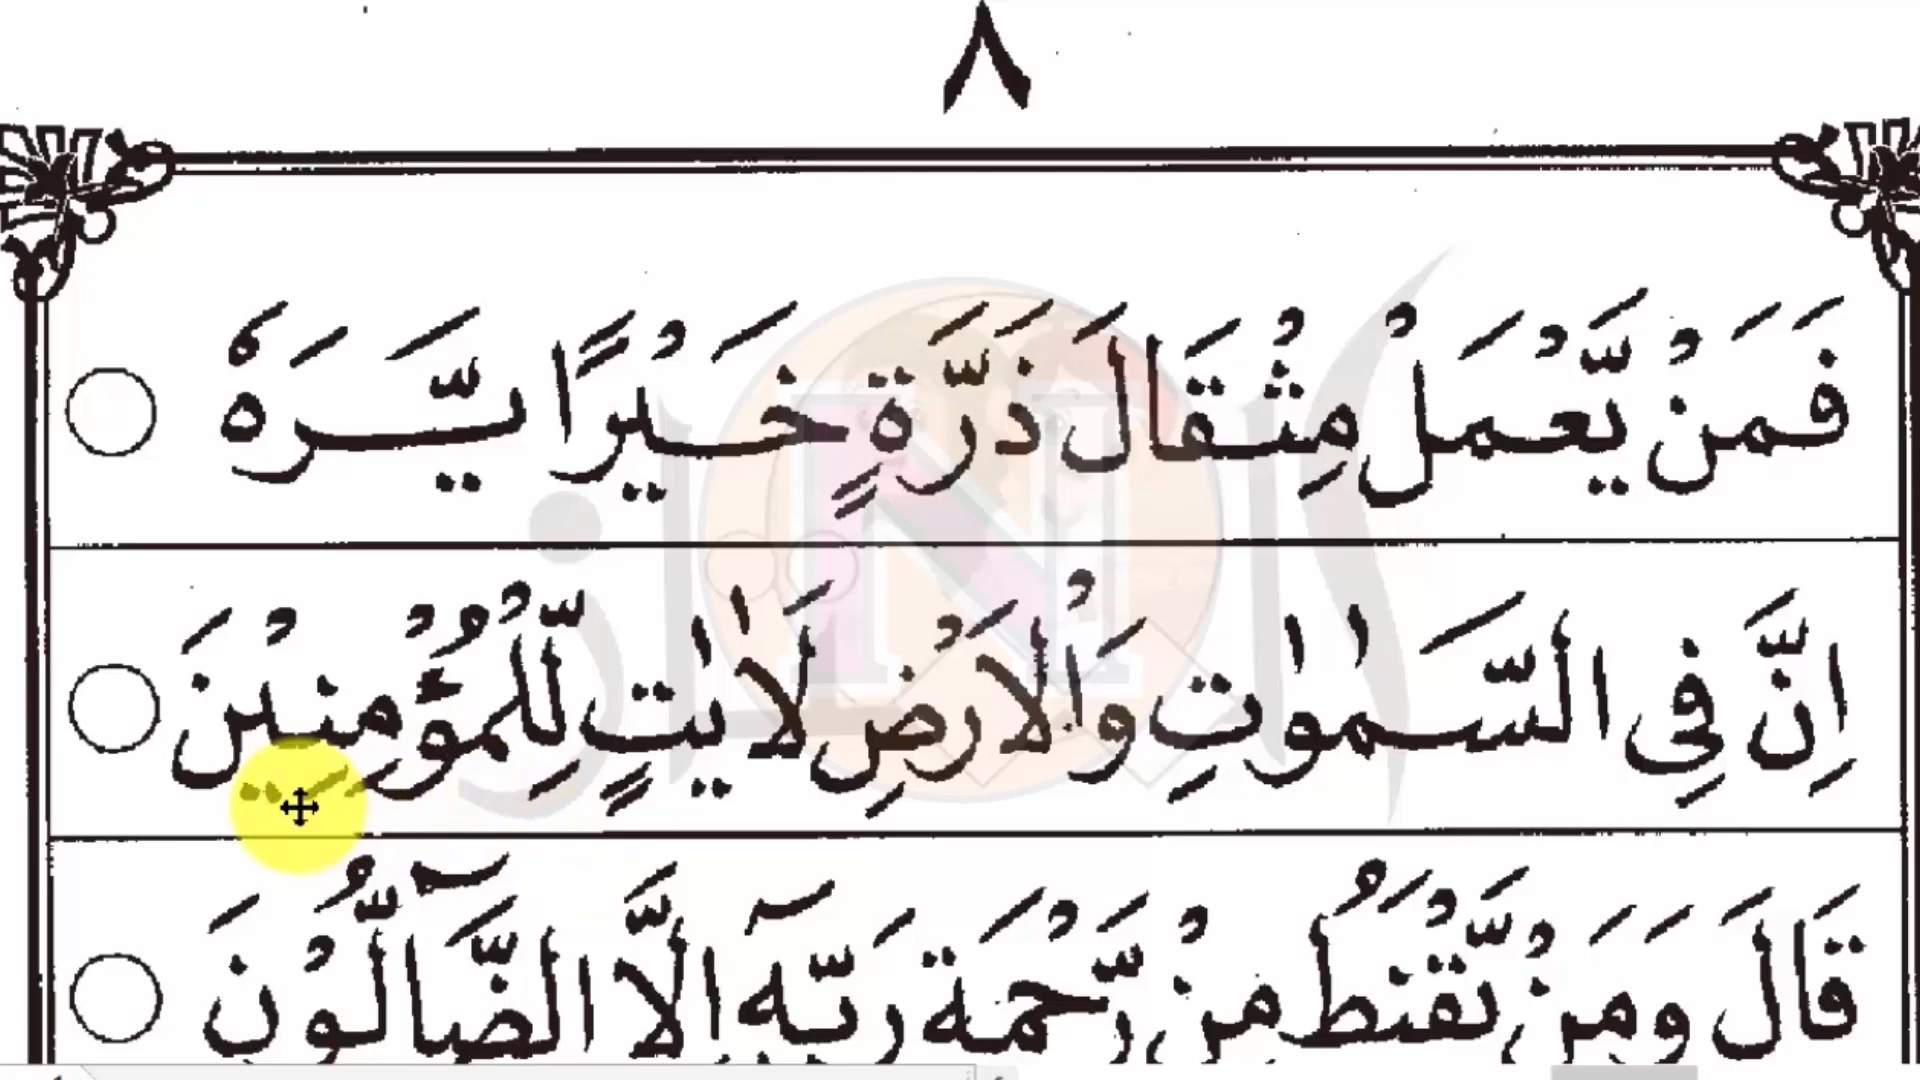 ٨
فَمَنْ يَّعْمَلْ مِثْقَالَ ذَرَّةٍ خَيْرًا يَّرَهٗ
اِنَّ فِي السَّمٰوٰتِ وَالْاَرْضِ لَاٰيٰتٍ لِّلْمُؤْمِنِيْنَ
قَالَ وَمَنْ يَّقْنَطُ مِنْ رَّحْمَةِ رَبِّهٖٓ اِلَّا الضَّآلُّوْنَ